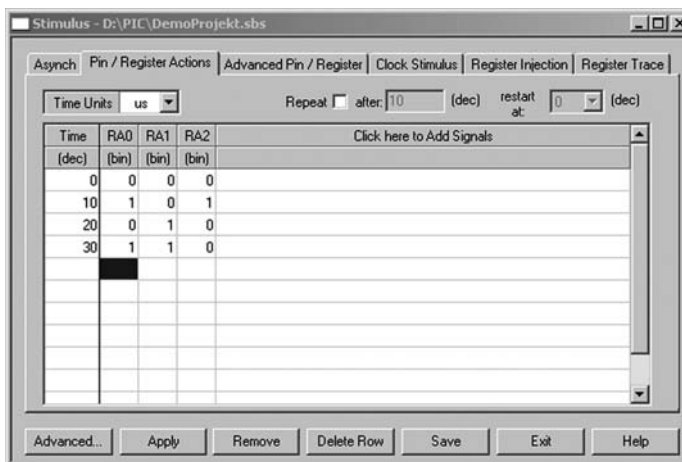 Stimulus - D:\PIC\DemoProjekt.sbs
Asynch Pin / Register Actions Advanced Pin / Register Clock Stimulus Register Injection Register Trace
Time Units us Repeat after: 10 (dec) restart at: 0 (dec)
Time RA0 RA1 RA2 Click here to Add Signals
(dec) (bin) (bin) (bin)
0 0 0 0
10 1 0 1
20 0 1 0
30 1 1 0
Advanced... Apply Remove Delete Row Save Exit Help